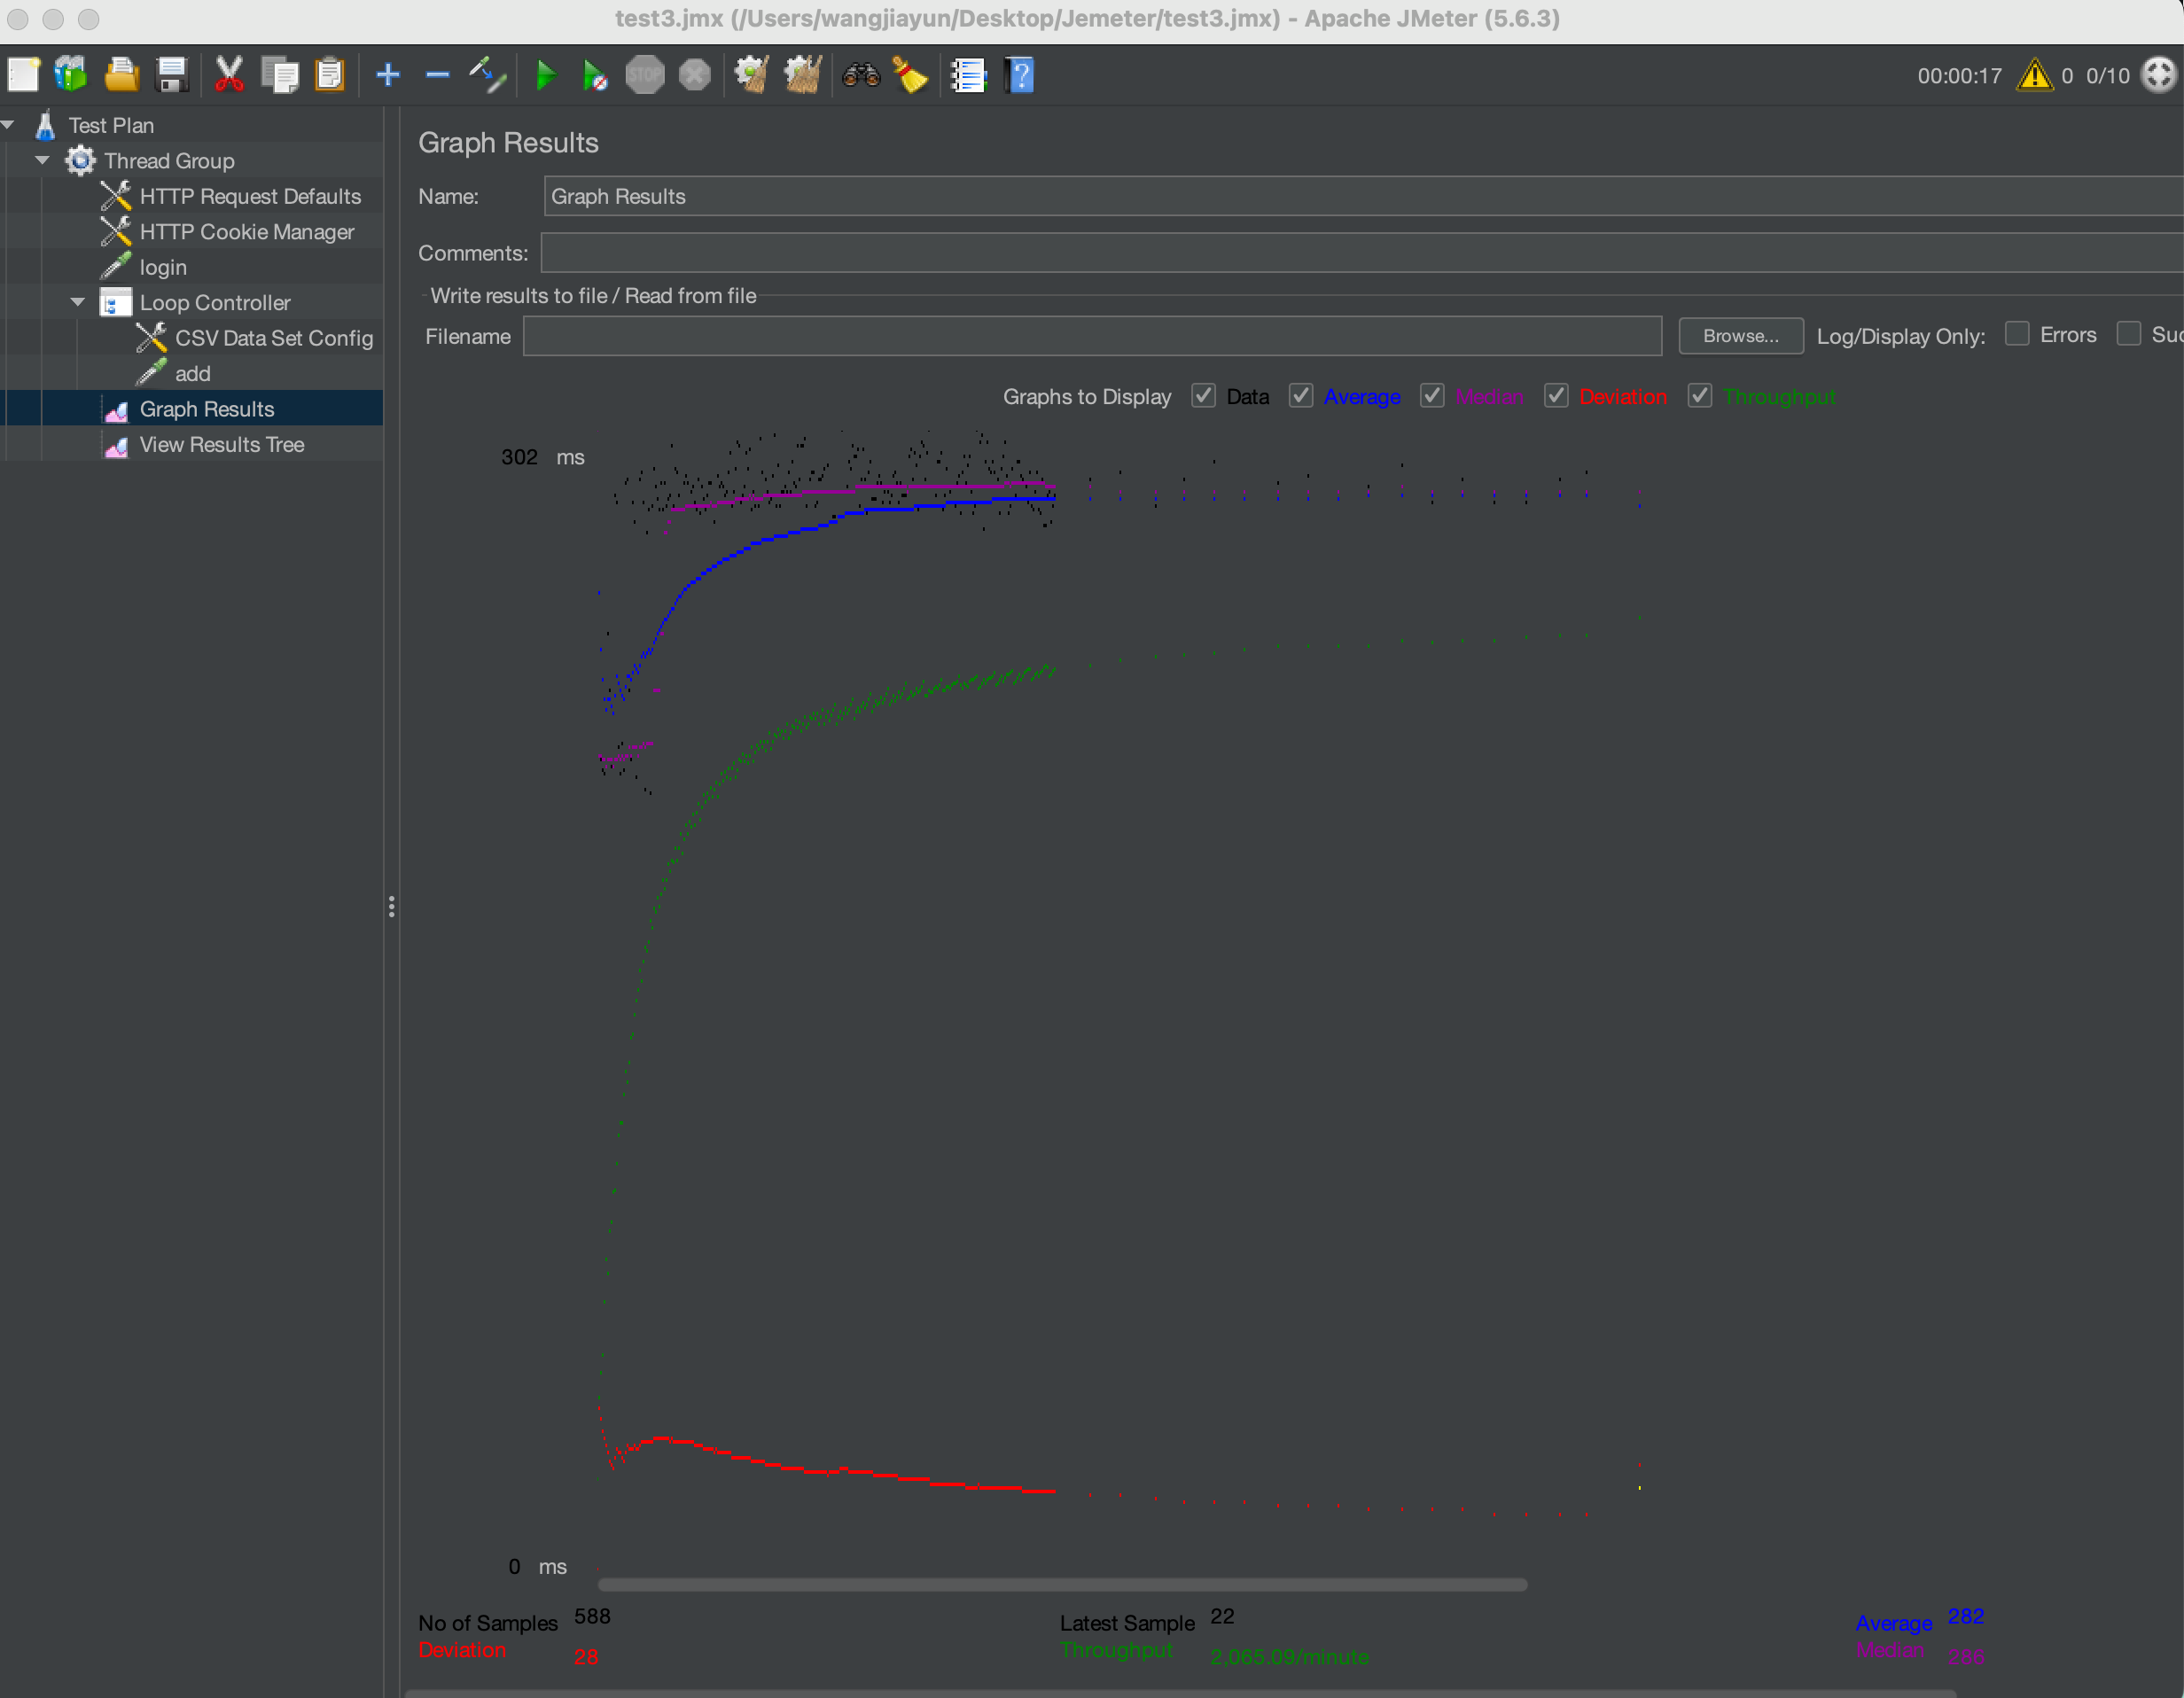 test3.jmx (/Users/wangjiayun/Desktop/Jemeter/test3.jmx) - Apache JMeter (5.6.3)
STOP
00:00:17 0 0/10
Test Plan
Thread Group
HTTP Request Defaults
HTTP Cookie Manager
login
Loop Controller
CSV Data Set Config
add
Graph Results
View Results Tree
Graph Results
Name: Graph Results
Comments:
Write results to file / Read from file
Filename Browse... Log/Display Only: Errors Suc
Graphs to Display Data Average Median Deviation Throughput
302 ms
0 ms
No of Samples 588 Latest Sample 22 Average 282
Deviation 28 Throughput 2,065.09/minute Median 286